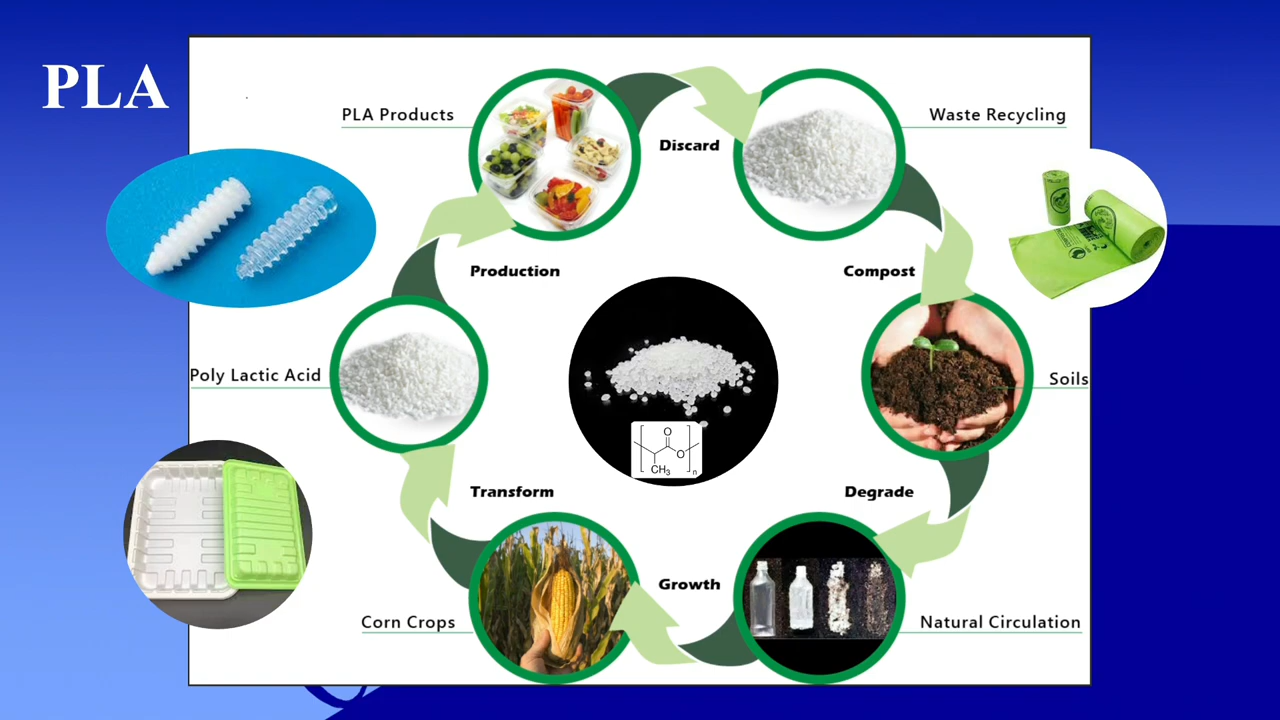 PLA
PLA Products
Discard
Waste Recycling
Production
Compost
Poly Lactic Acid
Soils
O
O
CH₃
n
Transform
Degrade
Growth
Corn Crops
Natural Circulation